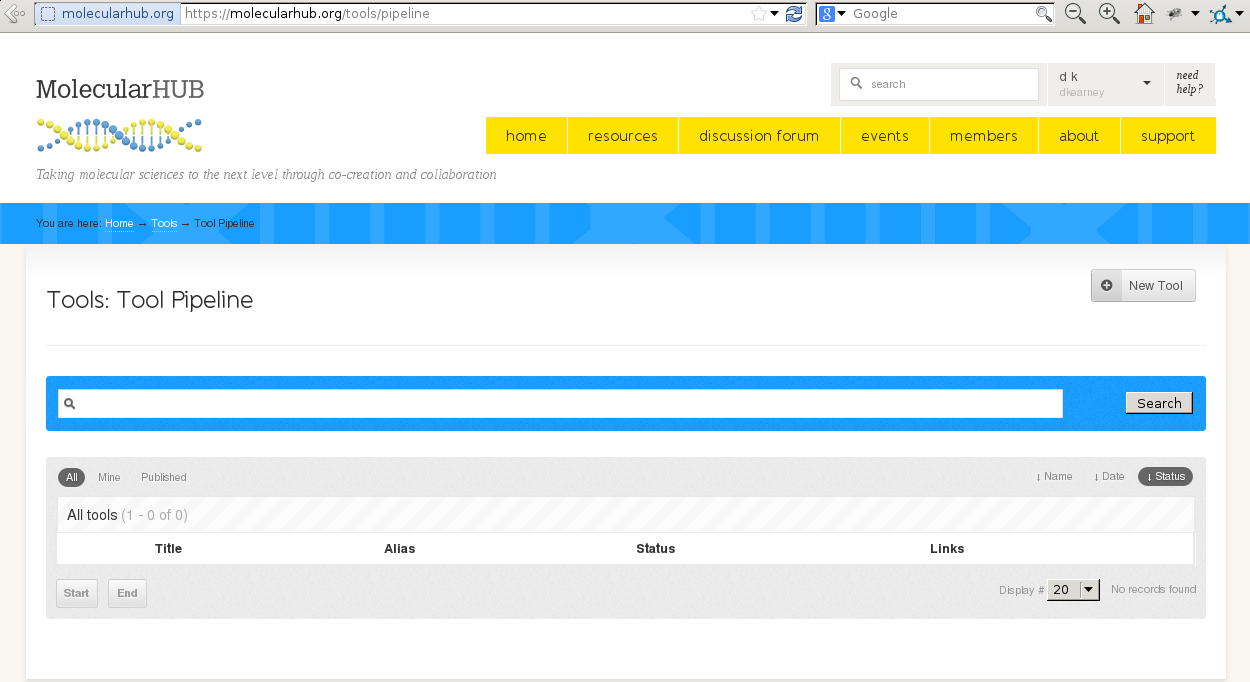 molecularhub.org https://molecularhub.org/tools/pipeline Google
MolecularHUB
search
d k
dkearney
need
help?
home resources discussion forum events members about support
Taking molecular sciences to the next level through co-creation and collaboration
You are here: Home → Tools → Tool Pipeline
Tools: Tool Pipeline
New Tool
Search
All Mine Published ↓ Name ↓ Date ↓ Status
All tools (1 - 0 of 0)
Title Alias Status Links
Start End Display # 20 No records found